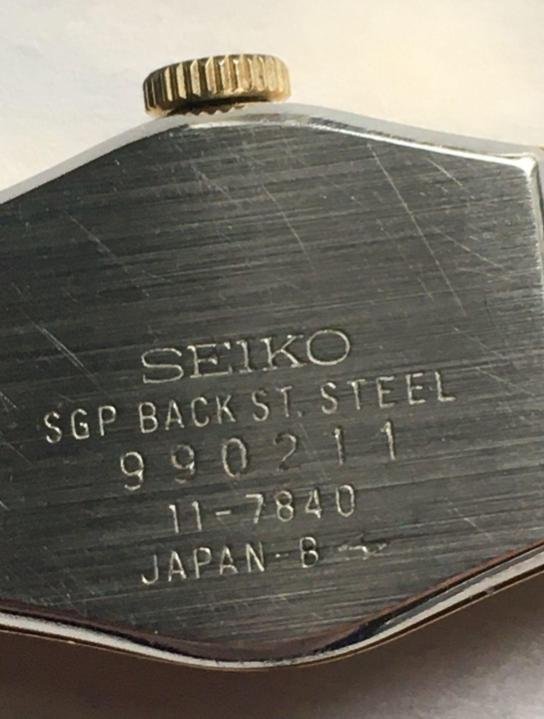 SEIKO
SGP BACK ST. STEEL
990211
11-7840
JAPAN-B